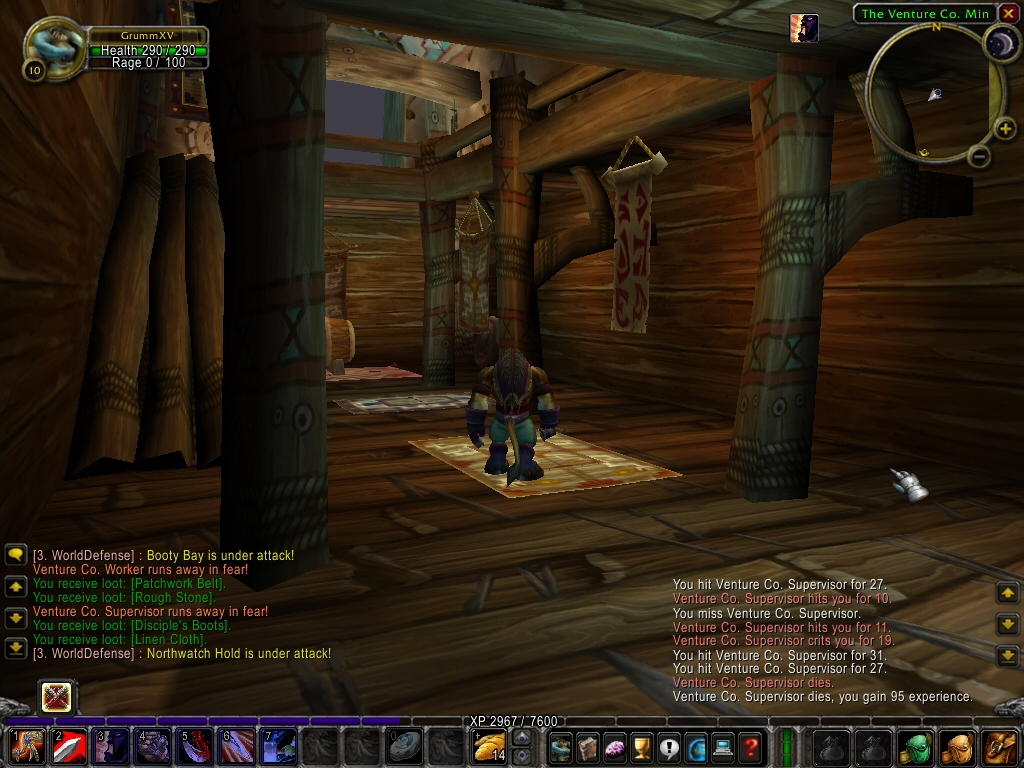 GrummXV
Health 290 / 290
Rage 0 / 100
10
The Venture Co. Min
N
[3. WorldDefense] : Booty Bay is under attack!
Venture Co. Worker runs away in fear!
You receive loot: [Patchwork Belt].
You receive loot: [Rough Stone].
Venture Co. Supervisor runs away in fear!
You receive loot: [Disciple's Boots].
You receive loot: [Linen Cloth].
[3. WorldDefense] : Northwatch Hold is under attack!
You hit Venture Co. Supervisor for 27.
Venture Co. Supervisor hits you for 10.
You miss Venture Co. Supervisor.
Venture Co. Supervisor hits you for 11.
Venture Co. Supervisor crits you for 19.
You hit Venture Co. Supervisor for 31.
You hit Venture Co. Supervisor for 27.
Venture Co. Supervisor dies.
Venture Co. Supervisor dies, you gain 95 experience.
XP 2967 / 7600
1 2 3 4 5 6 7 0 + 14